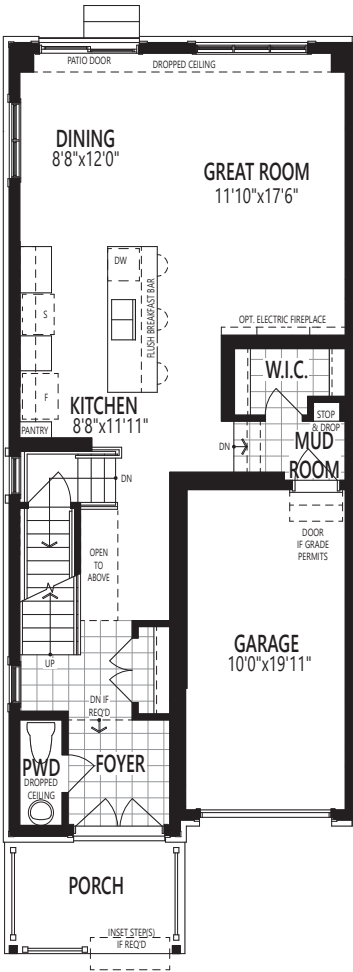 PATIO DOOR
DROPPED CEILING
DINING
8'8"x12'0"
GREAT ROOM
11'10"x17'6"
DW
S
FLUSH BREAKFAST BAR
OPT. ELECTRIC FIREPLACE
W.I.C.
F
KITCHEN
8'8"x11'11"
PANTRY
STOP
& DROP
DN
MUD
ROOM
DN
OPEN
TO
ABOVE
DOOR
IF GRADE
PERMITS
GARAGE
10'0"x19'11"
UP
DN IF
REQ'D
PWD
DROPPED
CEILING
FOYER
PORCH
INSET STEP(S)
IF REQ'D